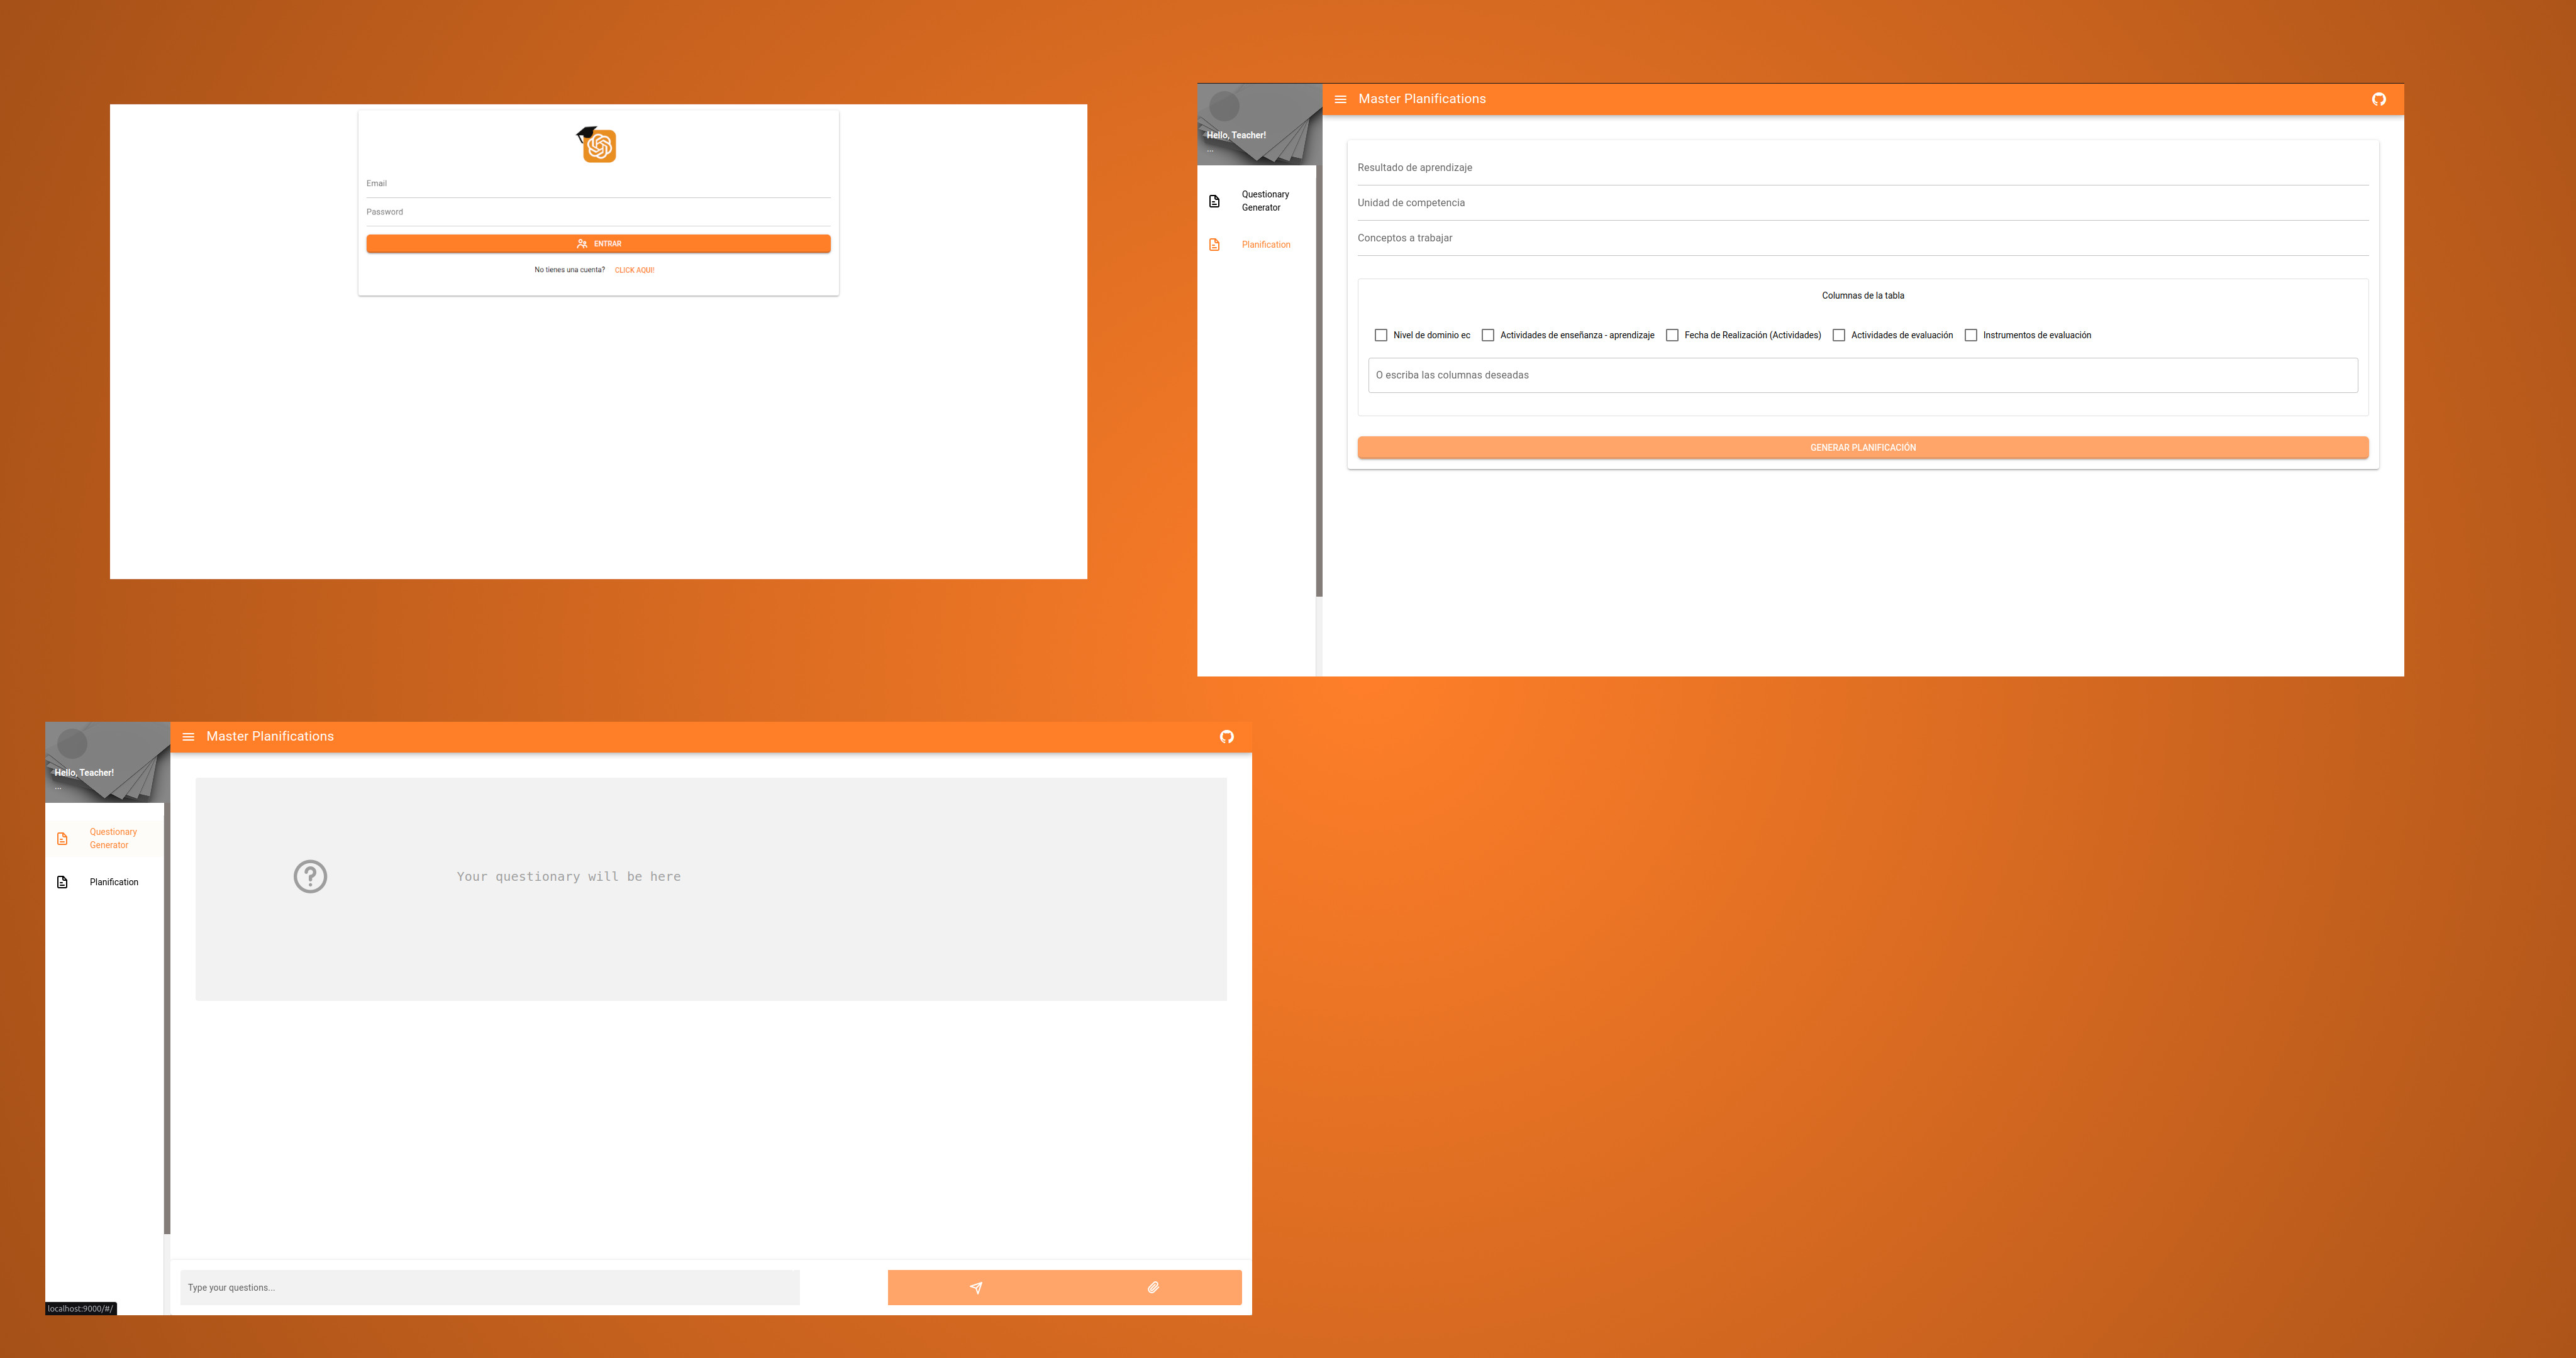 Email
Password
ENTRAR
No tienes una cuenta? CLICK AQUI!
Master Planifications
Hello, Teacher!
...
Questionary
Generator
Planification
Resultado de aprendizaje
Unidad de competencia
Conceptos a trabajar
Columnas de la tabla
Nivel de dominio ec Actividades de enseñanza - aprendizaje Fecha de Realización (Actividades) Actividades de evaluación Instrumentos de evaluación
O escriba las columnas deseadas
GENERAR PLANIFICACIÓN
Master Planifications
Hello, Teacher!
...
Questionary
Generator
Planification
Your questionary will be here
Type your questions...
localhost:9000/#/